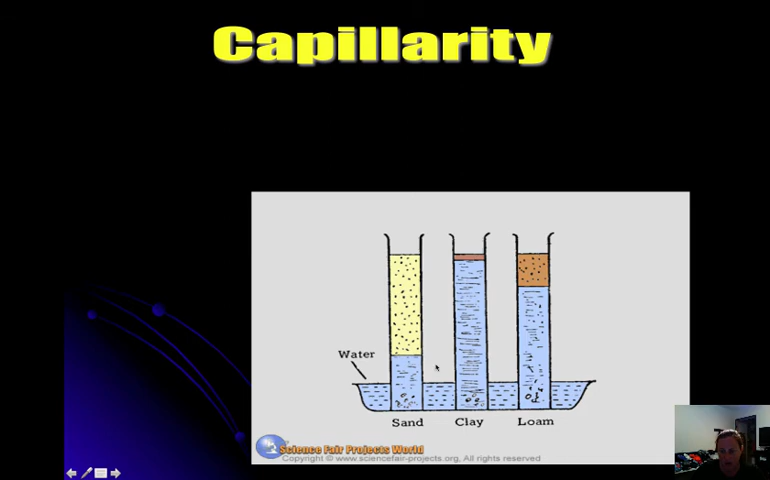 Capillarity
Water
Sand Clay Loam
Science Fair Projects World
Copyright © www.sciencefair-projects.org, All rights reserved